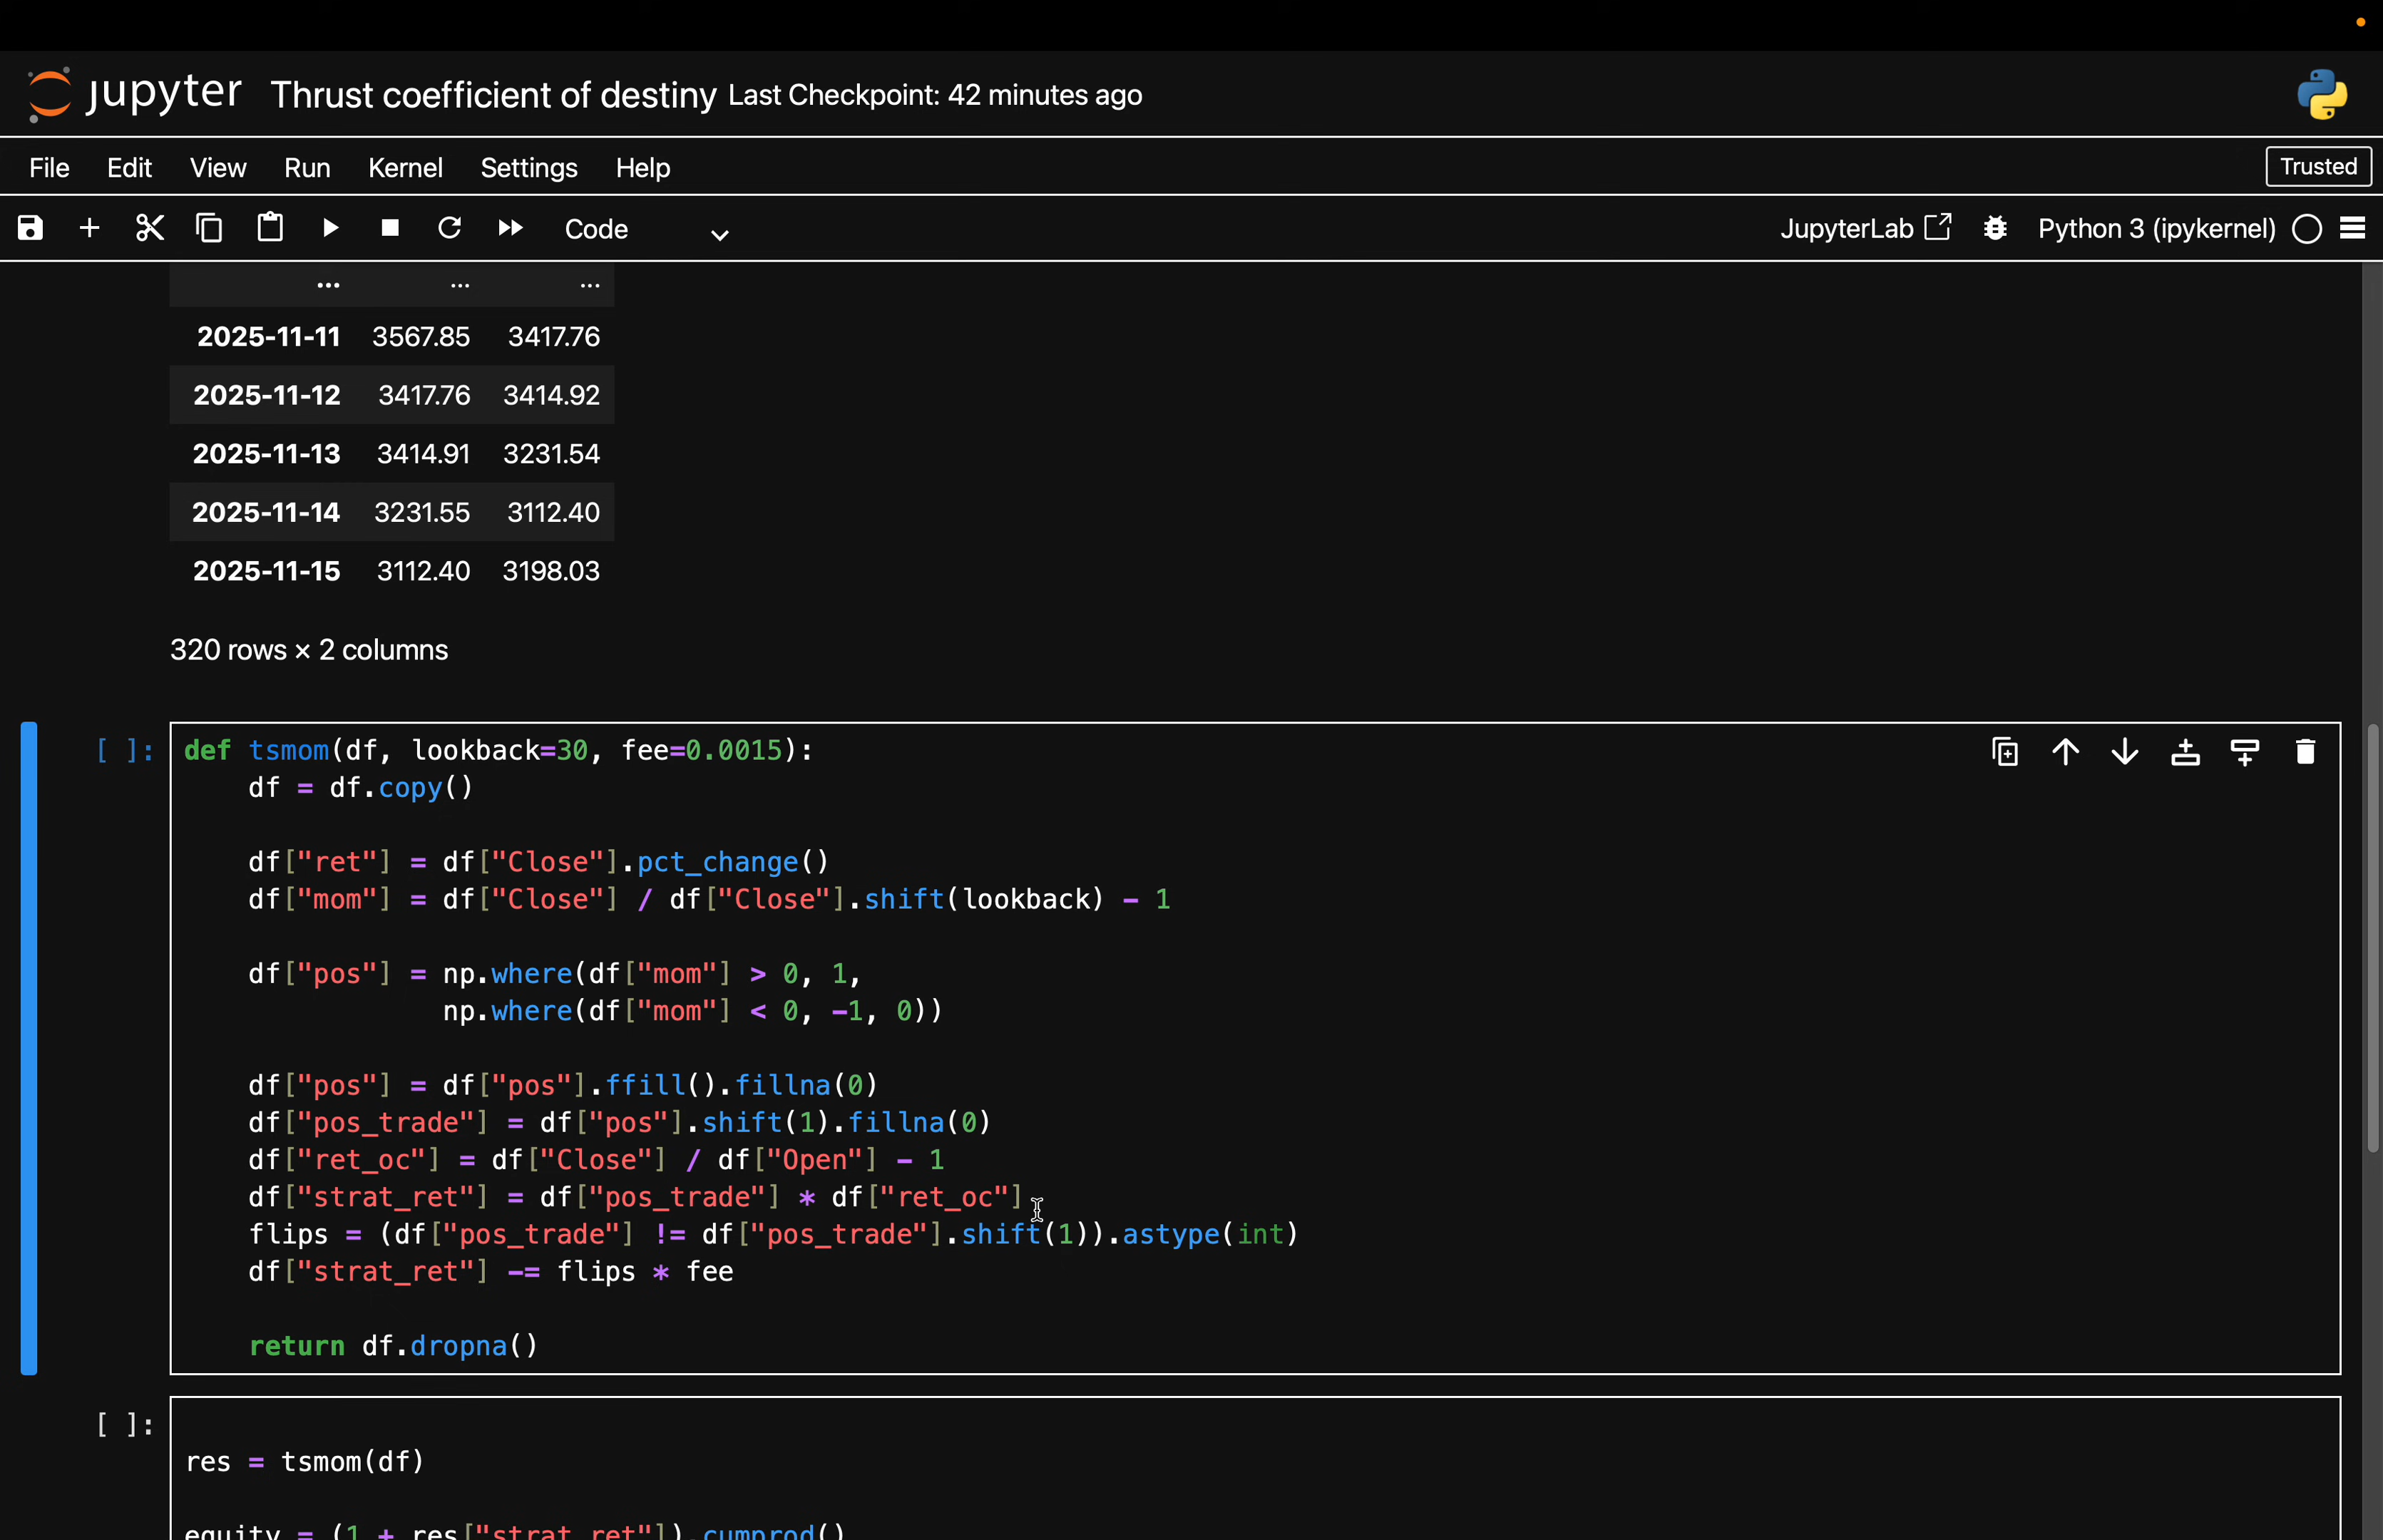 jupyter Thrust coefficient of destiny Last Checkpoint: 42 minutes ago
File Edit View Run Kernel Settings Help Trusted
Code JupyterLab Python 3 (ipykernel)
... ... ...
2025-11-11 3567.85 3417.76
2025-11-12 3417.76 3414.92
2025-11-13 3414.91 3231.54
2025-11-14 3231.55 3112.40
2025-11-15 3112.40 3198.03
320 rows × 2 columns
[ ]: def tsmom(df, lookback=30, fee=0.0015):
    df = df.copy()
    df["ret"] = df["Close"].pct_change()
    df["mom"] = df["Close"] / df["Close"].shift(lookback) - 1
    df["pos"] = np.where(df["mom"] > 0, 1,
                np.where(df["mom"] < 0, -1, 0))
    df["pos"] = df["pos"].ffill().fillna(0)
    df["pos_trade"] = df["pos"].shift(1).fillna(0)
    df["ret_oc"] = df["Close"] / df["Open"] - 1
    df["strat_ret"] = df["pos_trade"] * df["ret_oc"]
    flips = (df["pos_trade"] != df["pos_trade"].shift(1)).astype(int)
    df["strat_ret"] -= flips * fee
    return df.dropna()
[ ]:
res = tsmom(df)
equity = (1 + res["strat_ret"]).cumprod()